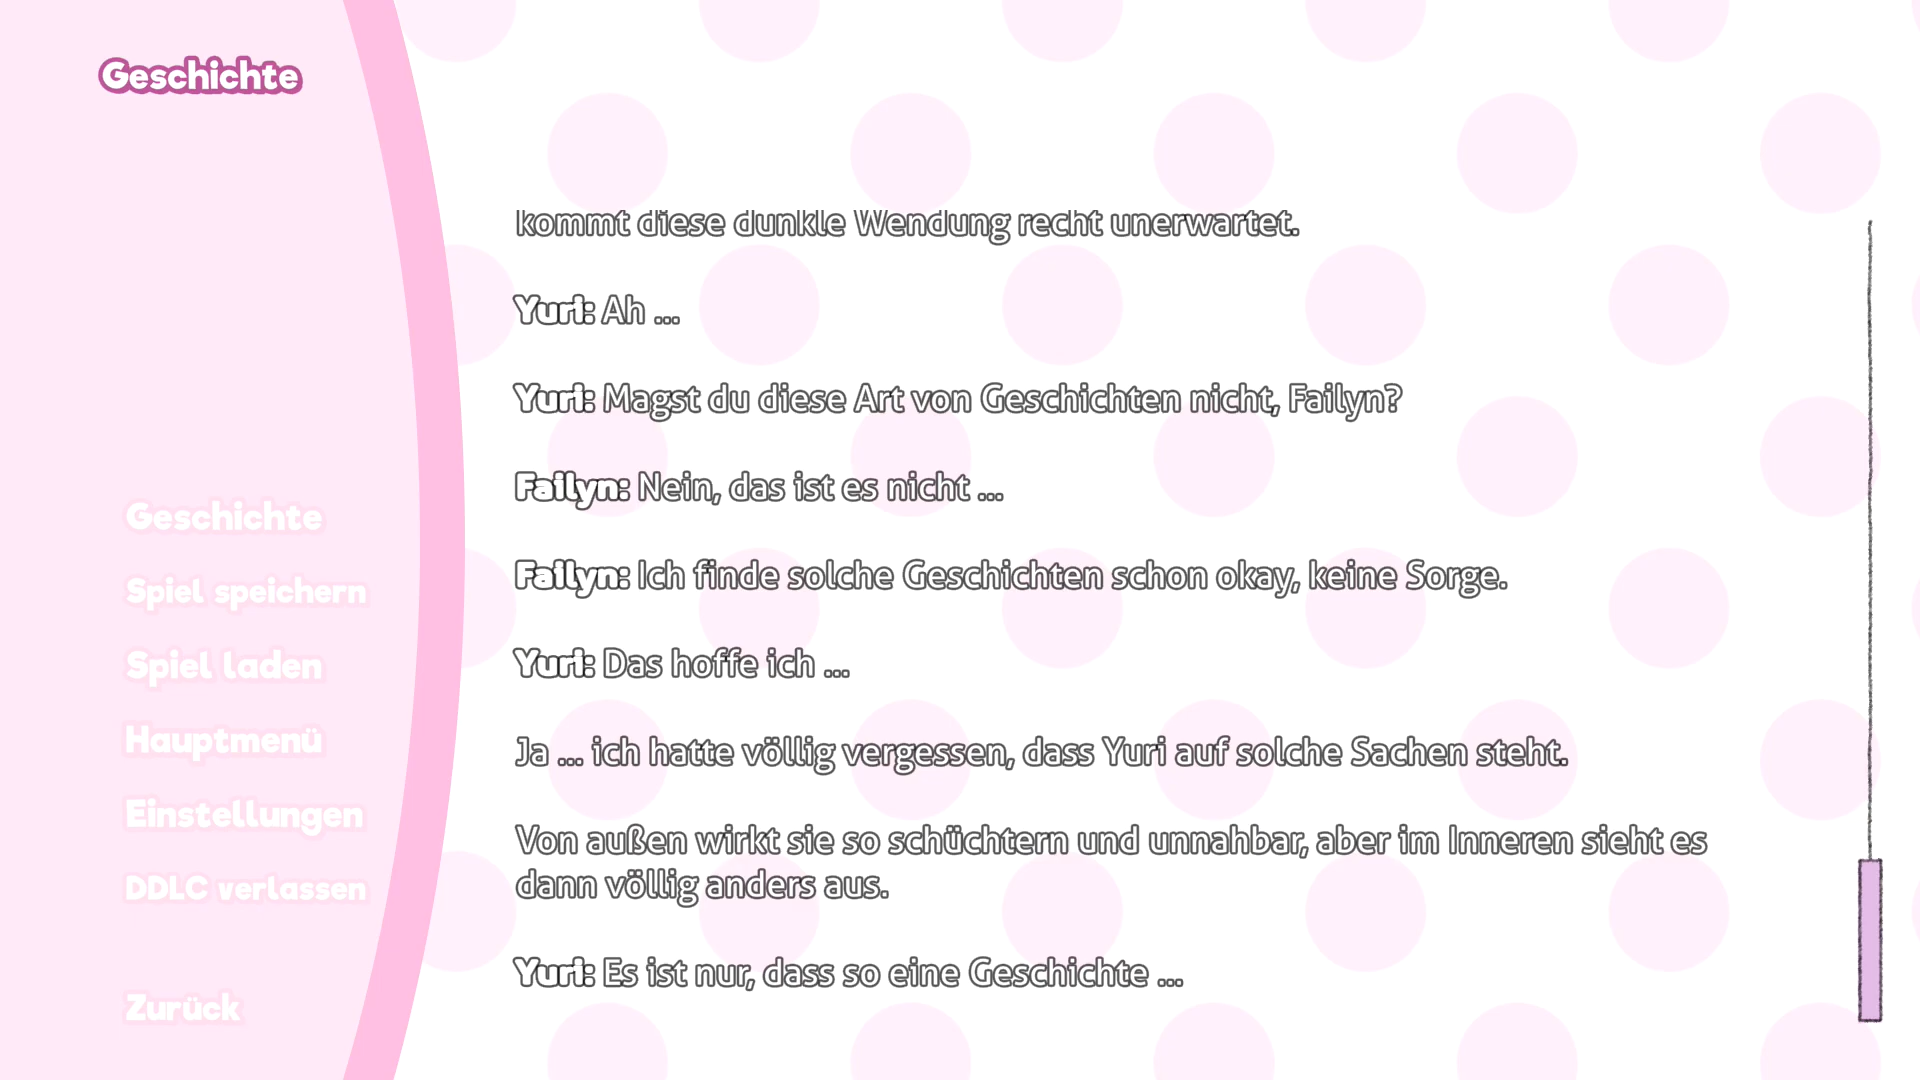 Geschichte
kommt diese dunkle Wendung recht unerwartet.
Yuri: Ah ...
Yuri: Magst du diese Art von Geschichten nicht, Failyn?
Failyn: Nein, das ist es nicht ...
Failyn: Ich finde solche Geschichten schon okay, keine Sorge.
Yuri: Das hoffe ich ...
Ja ... ich hatte völlig vergessen, dass Yuri auf solche Sachen steht.
Von außen wirkt sie so schüchtern und unnahbar, aber im Inneren sieht es
dann völlig anders aus.
Yuri: Es ist nur, dass so eine Geschichte ...
Geschichte
Spiel speichern
Spiel laden
Hauptmenü
Einstellungen
DDLC verlassen
Zurück